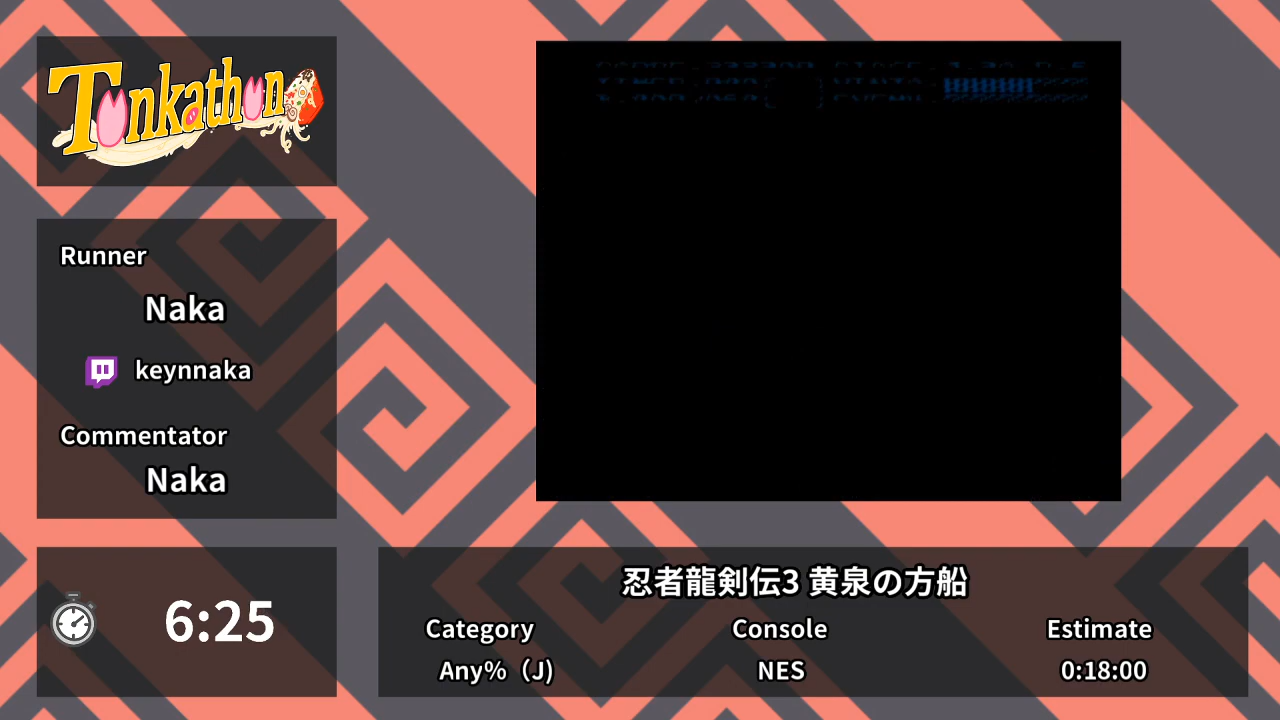 Tonkathon
Runner
Naka
keynnaka
Commentator
Naka
6:25
忍者龍剣伝3 黄泉の方船
Category
Console
Estimate
Any%（J)
NES
0:18:00